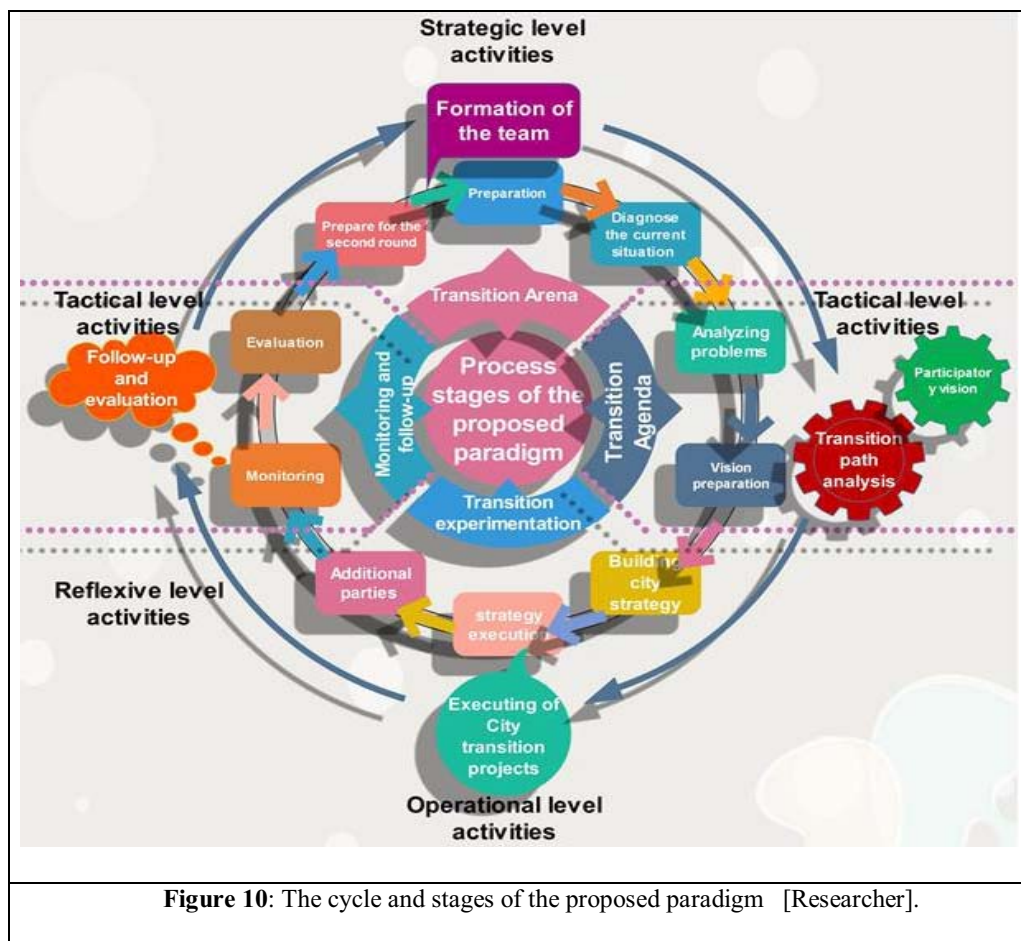 Strategic level
activities
Formation of
the team
Preparation
Prepare for the
second round
Diagnose
the current
situation
Transition Arena
Tactical level
activities
Tactical level
activities
Follow-up
and
evaluation
Evaluation
Monitoring and
follow-up
Process
stages of the
proposed
paradigm
Transition
Agenda
Analyzing
problems
Participator
y vision
Transition
path
analysis
Monitoring
Vision
preparation
Transition
experimentation
Reflexive level
activities
Additional
parties
strategy
execution
Building
city
strategy
Executing of
City
transition
projects
Operational level
activities
Figure 10: The cycle and stages of the proposed paradigm [Researcher].